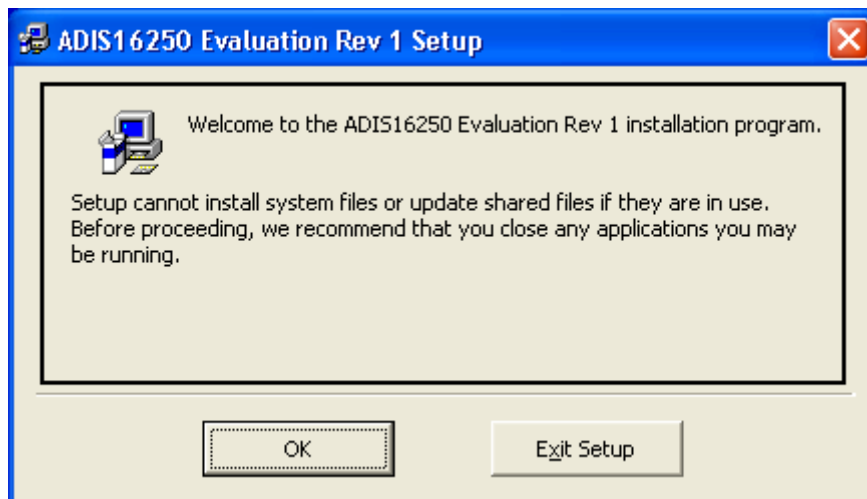 ADIS16250 Evaluation Rev 1 Setup
Welcome to the ADIS16250 Evaluation Rev 1 installation program.
Setup cannot install system files or update shared files if they are in use.
Before proceeding, we recommend that you close any applications you may
be running.
OK
Exit Setup